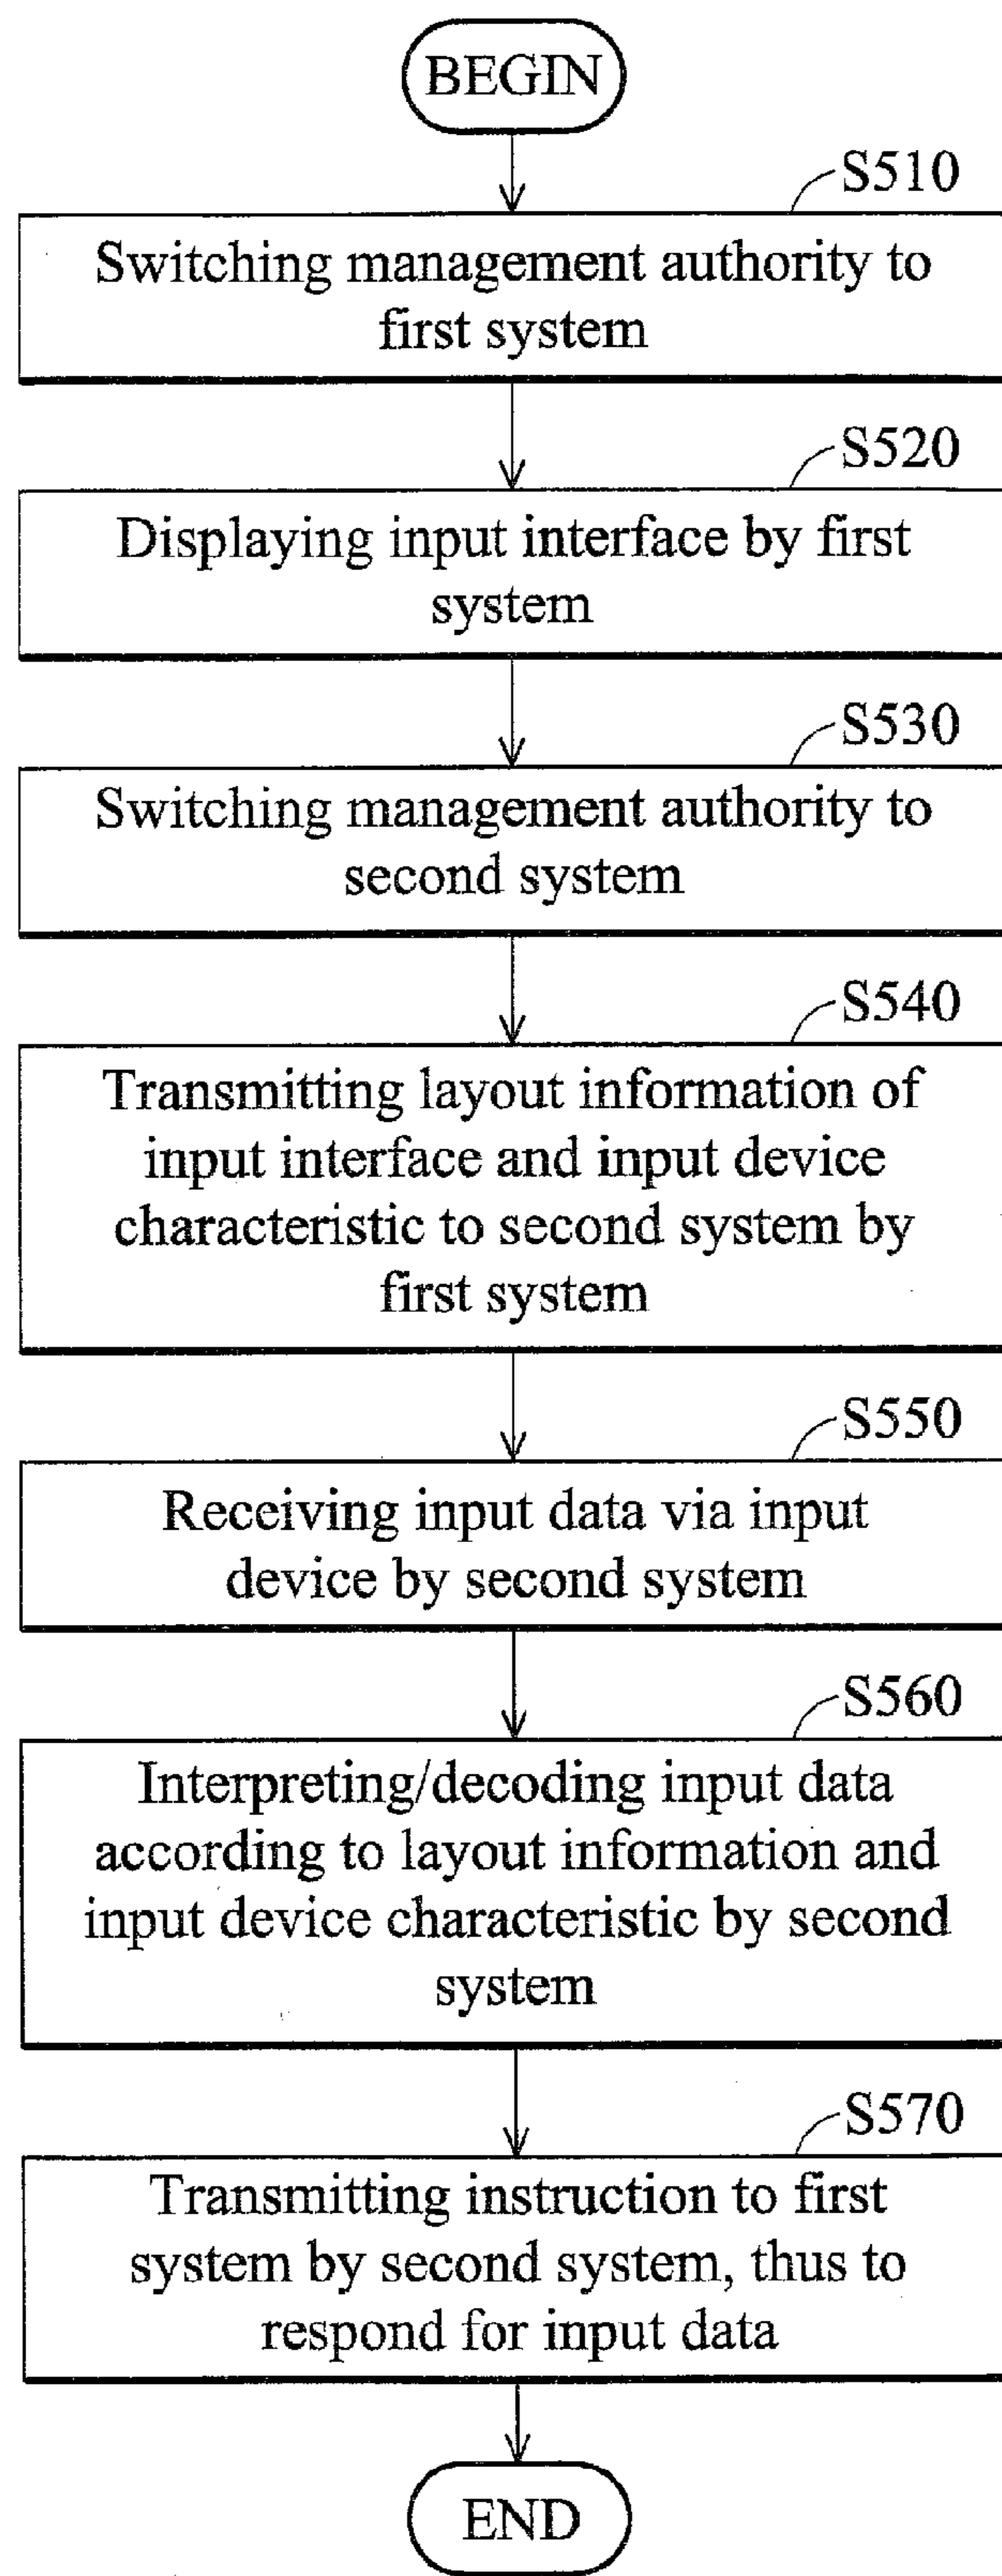 BEGIN
S510
Switching management authority to
first system
S520
Displaying input interface by first
system
S530
Switching management authority to
second system
S540
Transmitting layout information of
input interface and input device
characteristic to second system by
first system
S550
Receiving input data via input
device by second system
S560
Interpreting/decoding input data
according to layout information and
input device characteristic by second
system
S570
Transmitting instruction to first
system by second system, thus to
respond for input data
END